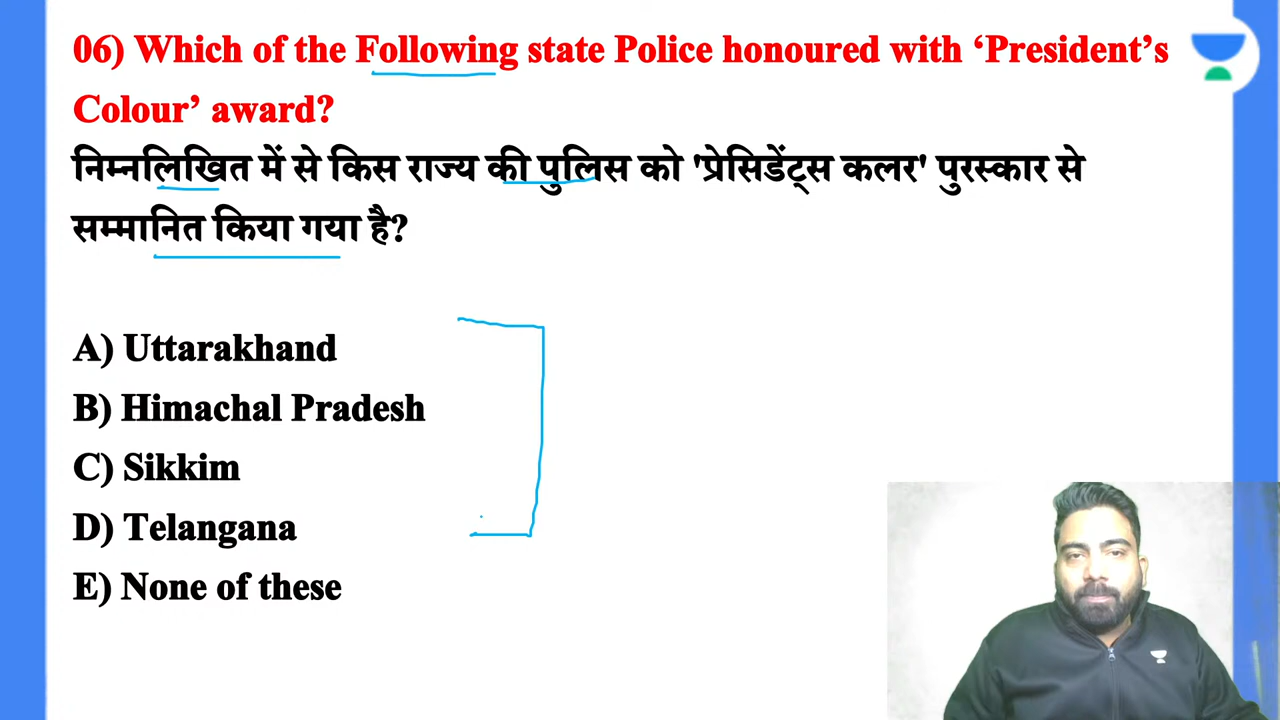 06) Which of the Following state Police honoured with ‘President’s
Colour’ award?
निम्नलिखित में से किस राज्य की पुलिस को 'प्रेसिडेंट्स कलर' पुरस्कार से
सम्मानित किया गया है?
A) Uttarakhand
B) Himachal Pradesh
C) Sikkim
D) Telangana
E) None of these